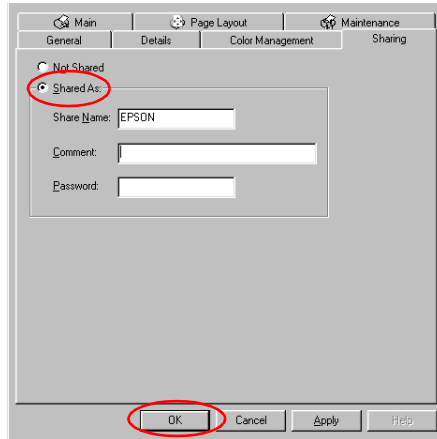 Main Page Layout Maintenance
General Details Color Management Sharing
Not Shared
Shared As:
Share Name: EPSON
Comment:
Password:
OK Cancel Apply Help